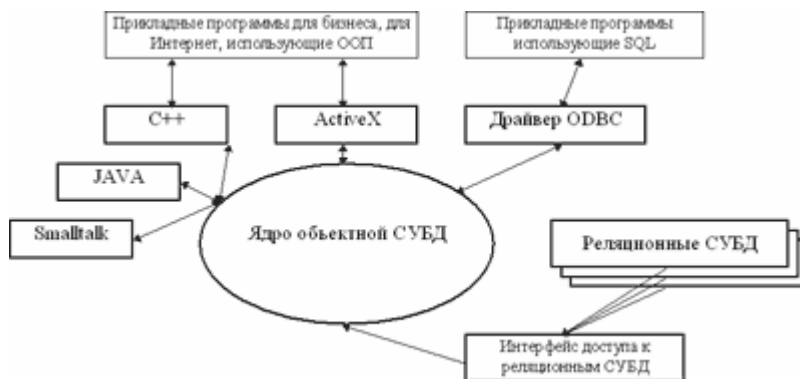 Прикладные программы для бизнеса, для
Интернет, использующие ООП
Прикладные программы
использующие SQL
C++
ActiveX
Драйвер ODBC
JAVA
Smalltalk
Ядро обьектной СУБД
Реляционные СУБД
Интерфейс доступа к
реляционным СУБД